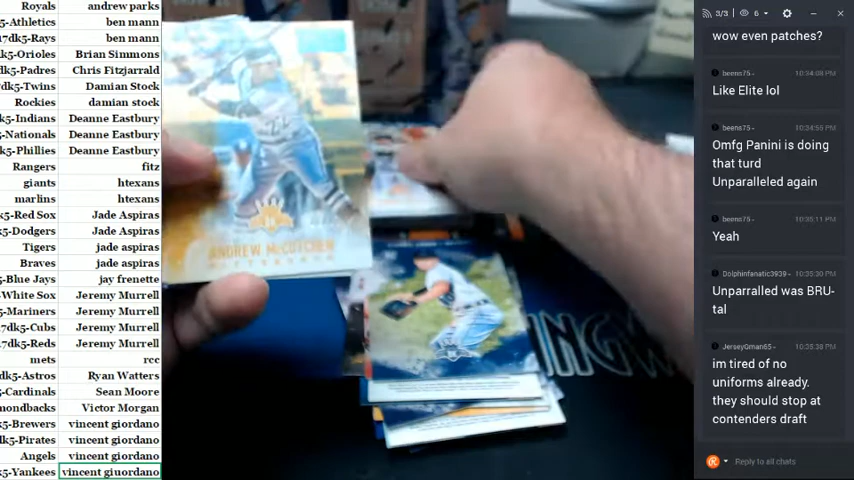 Royals andrew parks
5-Athletics ben mann
7dk5-Rays ben mann
k5-Orioles Brian Simmons
dk5-Padres Chris Fitzjarrald
dk5-Twins Damian Stock
Rockies damian stock
k5-Indians Deanne Eastbury
-Nationals Deanne Eastbury
5-Phillies Deanne Eastbury
Rangers fitz
giants htexans
marlins htexans
5-Red Sox Jade Aspiras
5-Dodgers Jade Aspiras
Tigers jade aspiras
Braves jade aspiras
5-Blue Jays jay frenette
-White Sox Jeremy Murrell
5-Mariners Jeremy Murrell
7dk5-Cubs Jeremy Murrell
7dk5-Reds Jeremy Murrell
mets rcc
dk5-Astros Ryan Watters
-Cardinals Sean Moore
mondbacks Victor Morgan
k5-Brewers vincent giordano
dk5-Pirates vincent giordano
Angels vincent giordano
5-Yankees vincent giuordano
ANDREW McCUTCHEN
3/3 6
wow even patches?
beens75- 10:34:08 PM
Like Elite lol
beens75- 10:34:59 PM
Omfg Panini is doing
that turd
Unparalleled again
beens75- 10:35:11 PM
Yeah
Dolphinfanatic3939- 10:35:30 PM
Unparralled was BRU-
tal
JerseyGman65- 10:35:38 PM
im tired of no
uniforms already.
they should stop at
contenders draft
Reply to all chats